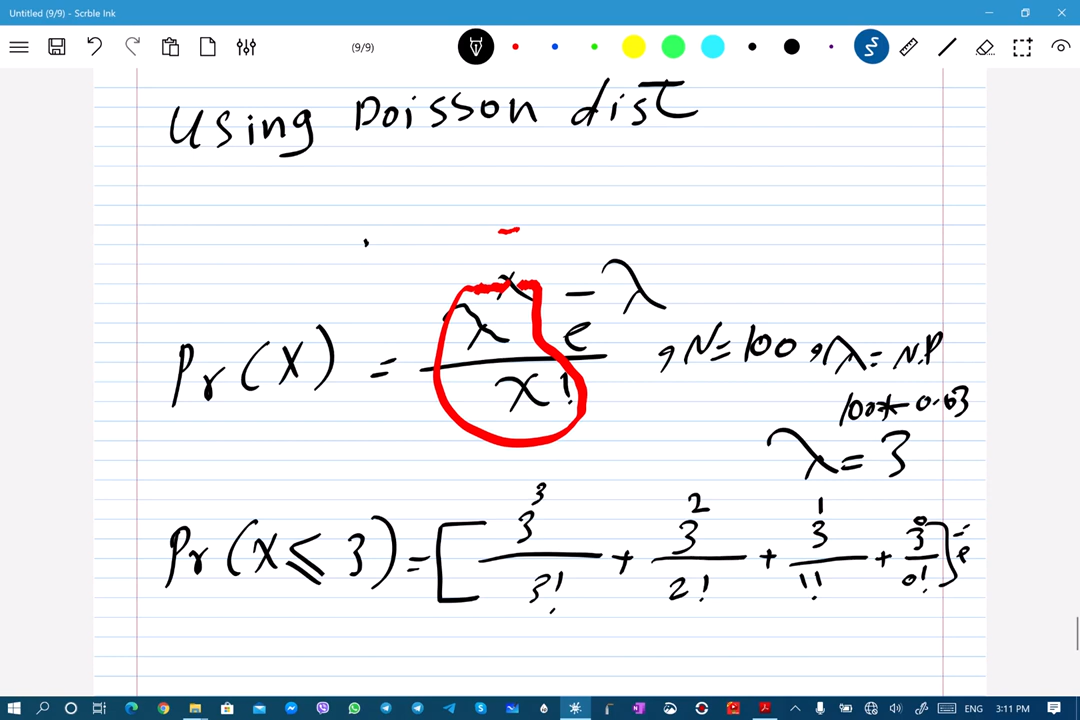 Untitled (9/9) - Scrble Ink
(9/9)
Using Poisson dist
Pr(X) = λ^x e^-λ / x! , N=100 , λ= N.P
100* 0.03
λ= 3
Pr(X ⩽ 3) = [3^3/3! + 3^2/2! + 3^1/1! + 3^0/0!] e^-
ENG 3:11 PM